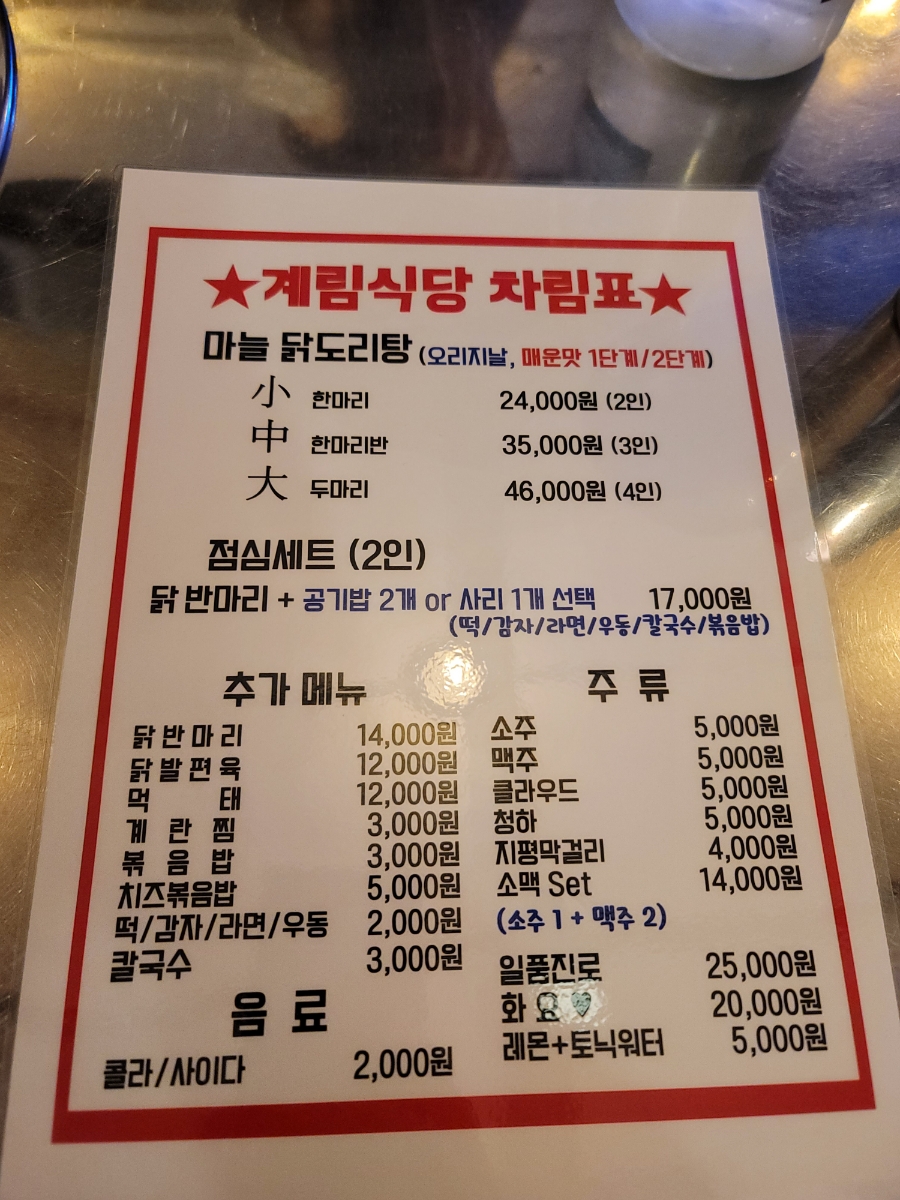 ★계림식당 차림표★
마늘 닭도리탕 (오리지날, 매운맛 1단계/2단계)
小 한마리 24,000원 (2인)
中 한마리반 35,000원 (3인)
大 두마리 46,000원 (4인)
점심세트 (2인)
닭 반마리 + 공기밥 2개 or 사리 1개 선택 17,000원
(떡/감자/라면/우동/칼국수/볶음밥)
추가 메뉴
닭반마리 14,000원
닭발편육 12,000원
먹태 12,000원
계란찜 3,000원
볶음밥 3,000원
치즈볶음밥 5,000원
떡/감자/라면/우동 2,000원
칼국수 3,000원
음료
콜라/사이다 2,000원
주류
소주 5,000원
맥주 5,000원
클라우드 5,000원
청하 5,000원
지평막걸리 4,000원
소맥 Set 14,000원
(소주 1 + 맥주 2)
일품진로 25,000원
화요♥ 20,000원
레몬+토닉워터 5,000원